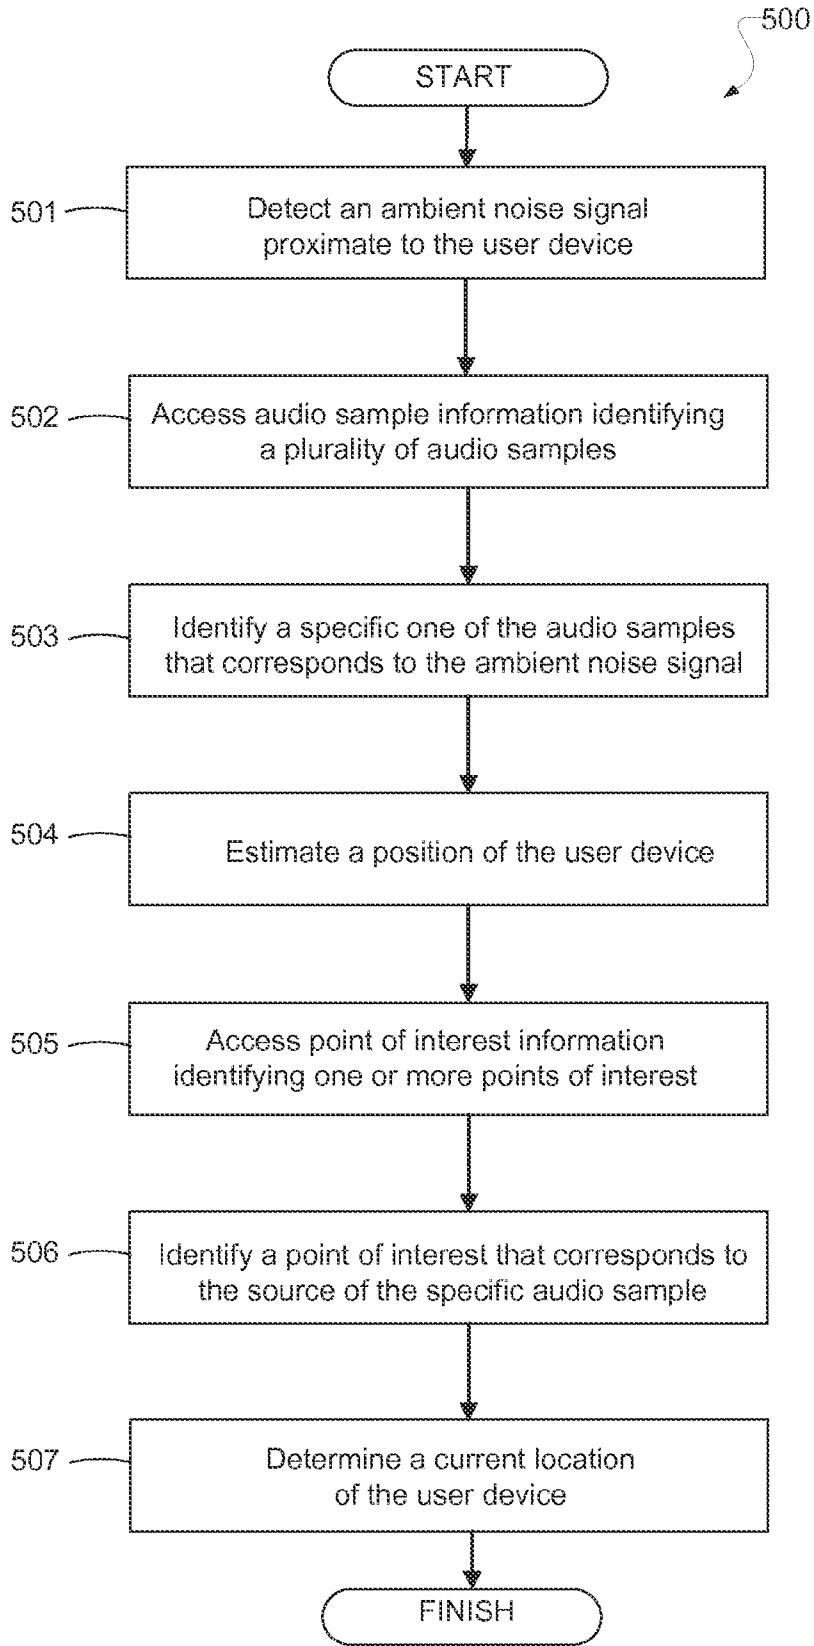 500
START
501
Detect an ambient noise signal
proximate to the user device
502
Access audio sample information identifying
a plurality of audio samples
503
Identify a specific one of the audio samples
that corresponds to the ambient noise signal
504
Estimate a position of the user device
505
Access point of interest information
identifying one or more points of interest
506
Identify a point of interest that corresponds to
the source of the specific audio sample
507
Determine a current location
of the user device
FINISH